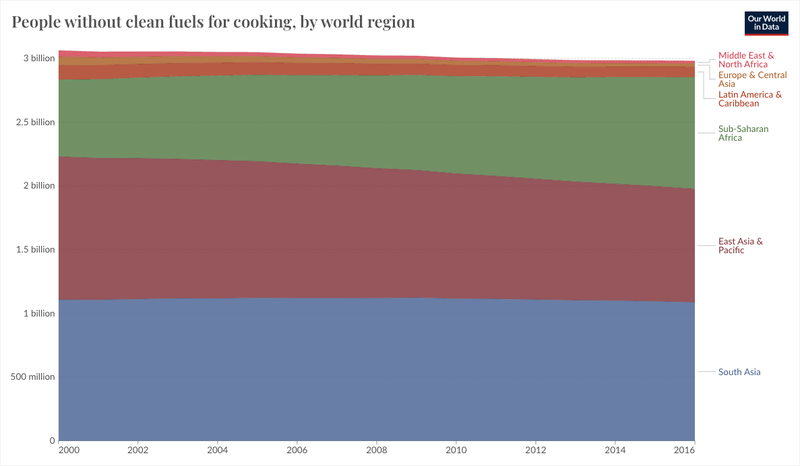 People without clean fuels for cooking, by world region
Our World
in Data
3 billion
2.5 billion
2 billion
1.5 billion
1 billion
500 million
0
2000
2002
2004
2006
2008
2010
2012
2014
2016
Middle East &
North Africa
Europe & Central
Asia
Latin America &
Caribbean
Sub-Saharan
Africa
East Asia &
Pacific
South Asia